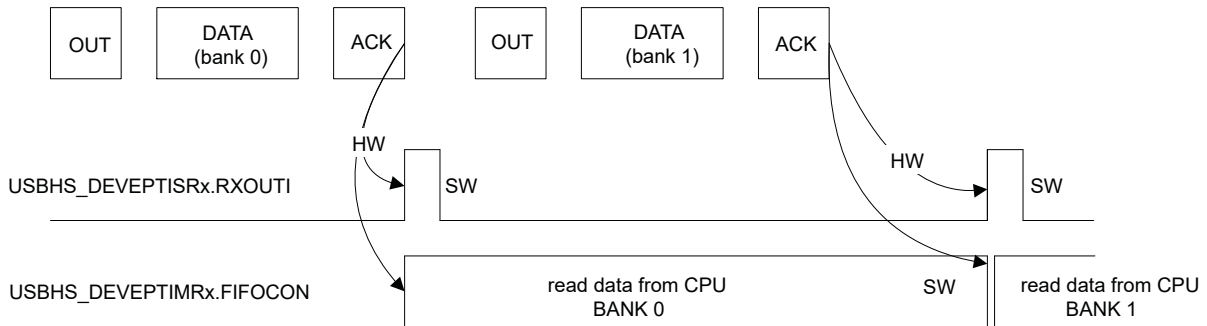 OUT
DATA
(bank 0)
ACK
OUT
DATA
(bank 1)
ACK
HW
HW
USBHS_DEVEPTISRx.RXOUTI
SW
SW
USBHS_DEVEPTIMRx.FIFOCON
read data from CPU
BANK 0
SW
read data from CPU
BANK 1